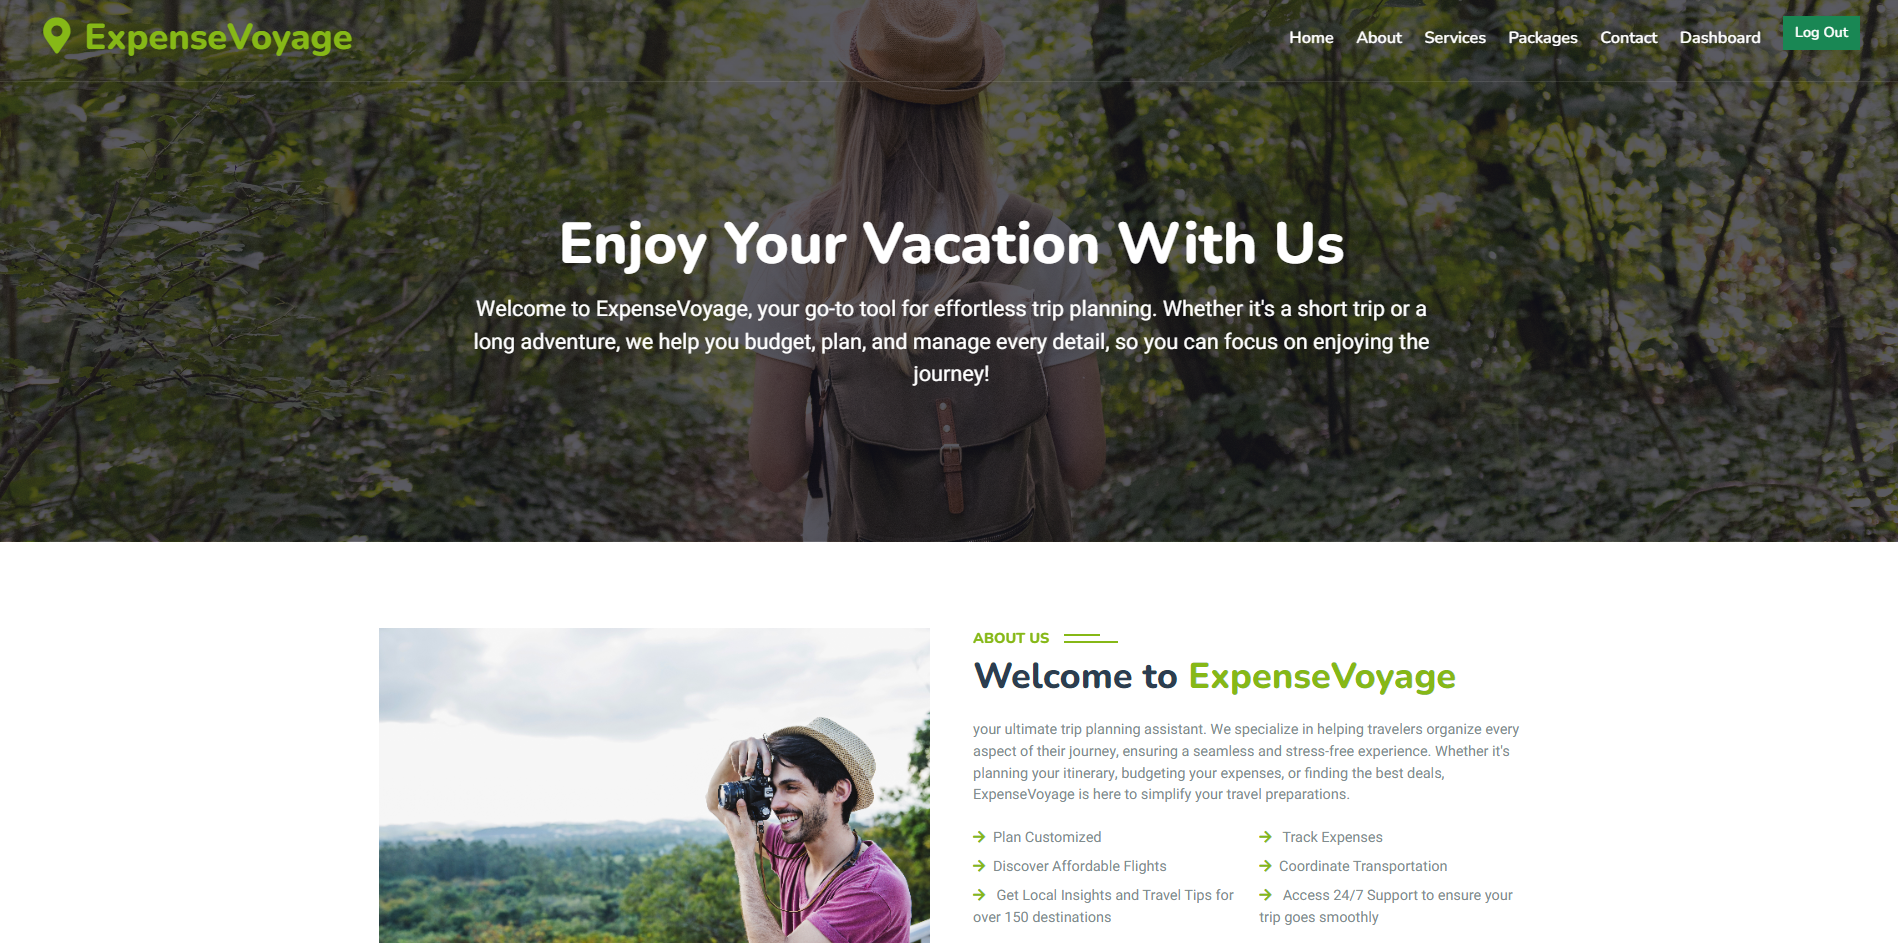 ExpenseVoyage
Home About Services Packages Contact Dashboard Log Out
Enjoy Your Vacation With Us
Welcome to ExpenseVoyage, your go-to tool for effortless trip planning. Whether it's a short trip or a
long adventure, we help you budget, plan, and manage every detail, so you can focus on enjoying the
journey!
ABOUT US
Welcome to ExpenseVoyage
your ultimate trip planning assistant. We specialize in helping travelers organize every
aspect of their journey, ensuring a seamless and stress-free experience. Whether it's
planning your itinerary, budgeting your expenses, or finding the best deals,
ExpenseVoyage is here to simplify your travel preparations.
Plan Customized
Track Expenses
Discover Affordable Flights
Coordinate Transportation
Get Local Insights and Travel Tips for
over 150 destinations
Access 24/7 Support to ensure your
trip goes smoothly